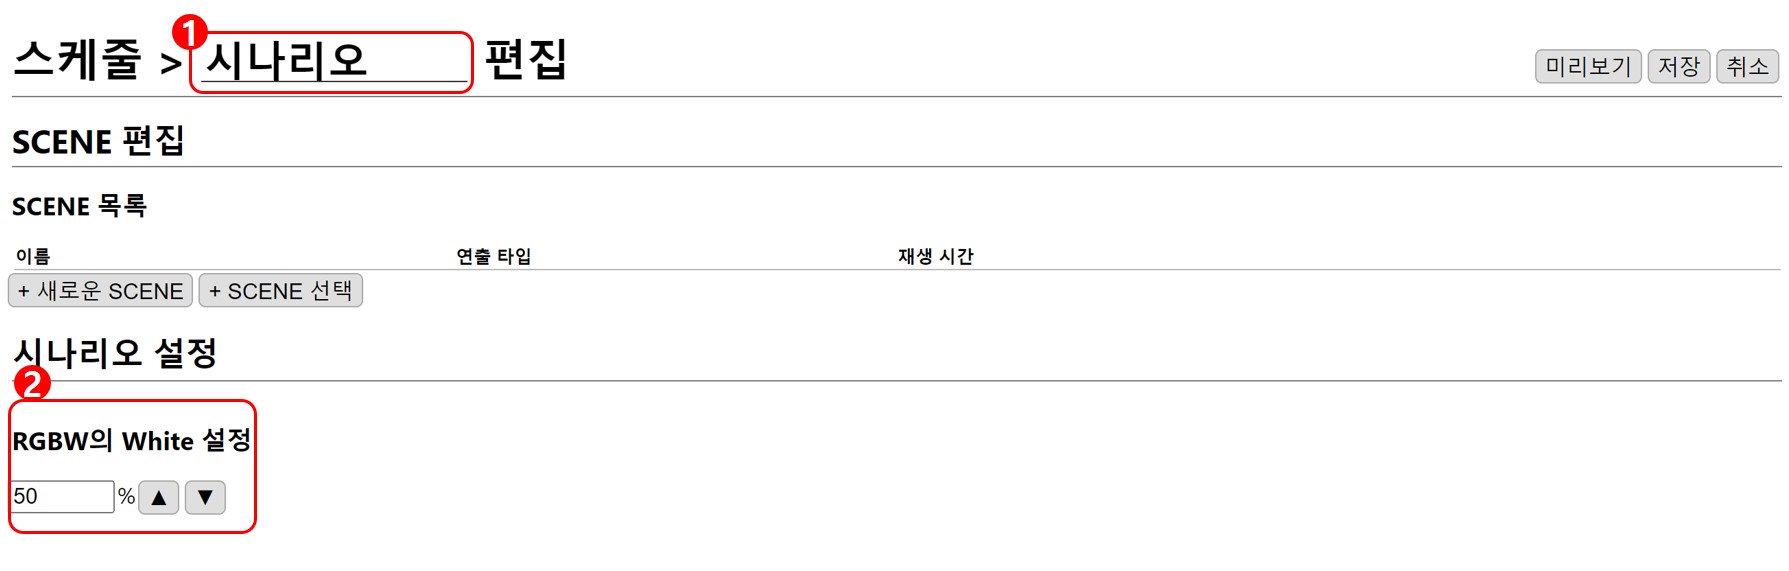 1
스케줄 > 시나리오 편집
미리보기 저장 취소
SCENE 편집
SCENE 목록
이름 연출 타입 재생 시간
+ 새로운 SCENE + SCENE 선택
시나리오 설정
2
RGBW의 White 설정
50 % ▲ ▼